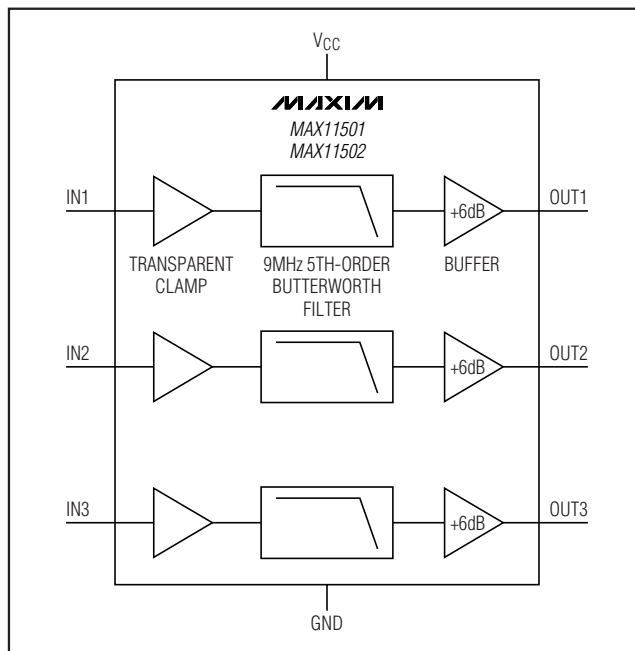 VCC
MAXIM
MAX11501
MAX11502
IN1
+6dB
OUT1
TRANSPARENT
CLAMP
9MHz 5TH-ORDER
BUTTERWORTH
FILTER
BUFFER
IN2
+6dB
OUT2
IN3
+6dB
OUT3
GND